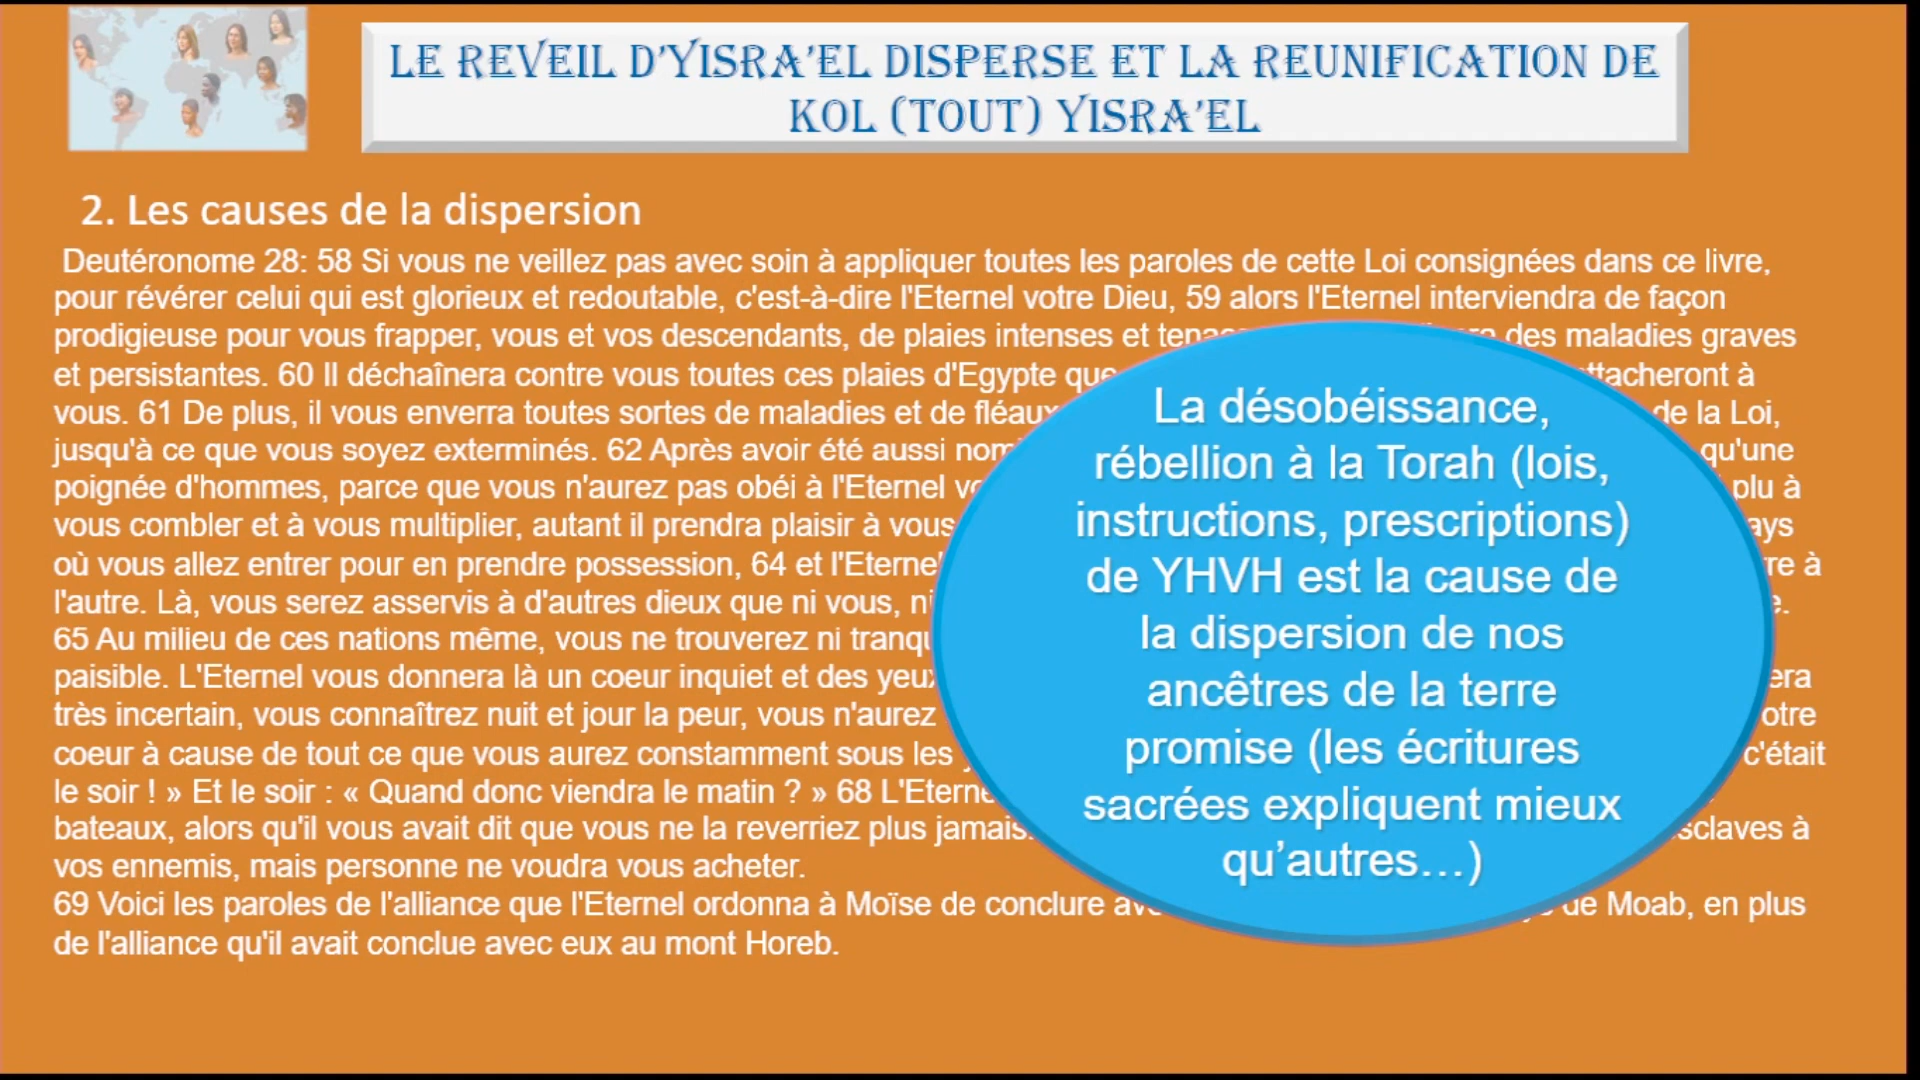 LE REVEIL D'YISRA'EL DISPERSE ET LA REUNIFICATION DE
KOL (TOUT) YISRA'EL
2. Les causes de la dispersion
Deutéronome 28: 58 Si vous ne veillez pas avec soin à appliquer toutes les paroles de cette Loi consignées dans ce livre,
pour révérer celui qui est glorieux et redoutable, c'est-à-dire l'Eternel votre Dieu, 59 alors l'Eternel interviendra de façon
prodigieuse pour vous frapper, vous et vos descendants, de plaies intenses et des maladies graves
et persistantes. 60 Il déchaînera contre vous toutes ces plaies d'Egypte que attacheront à
vous. 61 De plus, il vous enverra toutes sortes de maladies et de fléaux de la Loi,
jusqu'à ce que vous soyez exterminés. 62 Après avoir été aussi qu'une
poignée d'hommes, parce que vous n'aurez pas obéi à l'Eternel plu à
vous combler et à vous multiplier, autant il prendra plaisir à vous
où vous allez entrer pour en prendre possession, 64 et l'Eternel à
l'autre. Là, vous serez asservis à d'autres dieux que ni vous, ni
65 Au milieu de ces nations même, vous ne trouverez ni
paisible. L'Eternel vous donnera là un coeur inquiet et des yeux
très incertain, vous connaîtrez nuit et jour la peur, vous n'aurez
coeur à cause de tout ce que vous aurez constamment sous les c'était
le soir ! » Et le soir : « Quand donc viendra le matin ? » 68 L'Eternel
bateaux, alors qu'il vous avait dit que vous ne la reverriez plus jamais. esclaves à
vos ennemis, mais personne ne voudra vous acheter.
69 Voici les paroles de l'alliance que l'Eternel ordonna à Moïse de conclure de Moab, en plus
de l'alliance qu'il avait conclue avec eux au mont Horeb.
La désobéissance,
rébellion à la Torah (lois,
instructions, prescriptions)
de YHVH est la cause de
la dispersion de nos
ancêtres de la terre
promise (les écritures
sacrées expliquent mieux
qu'autres...)